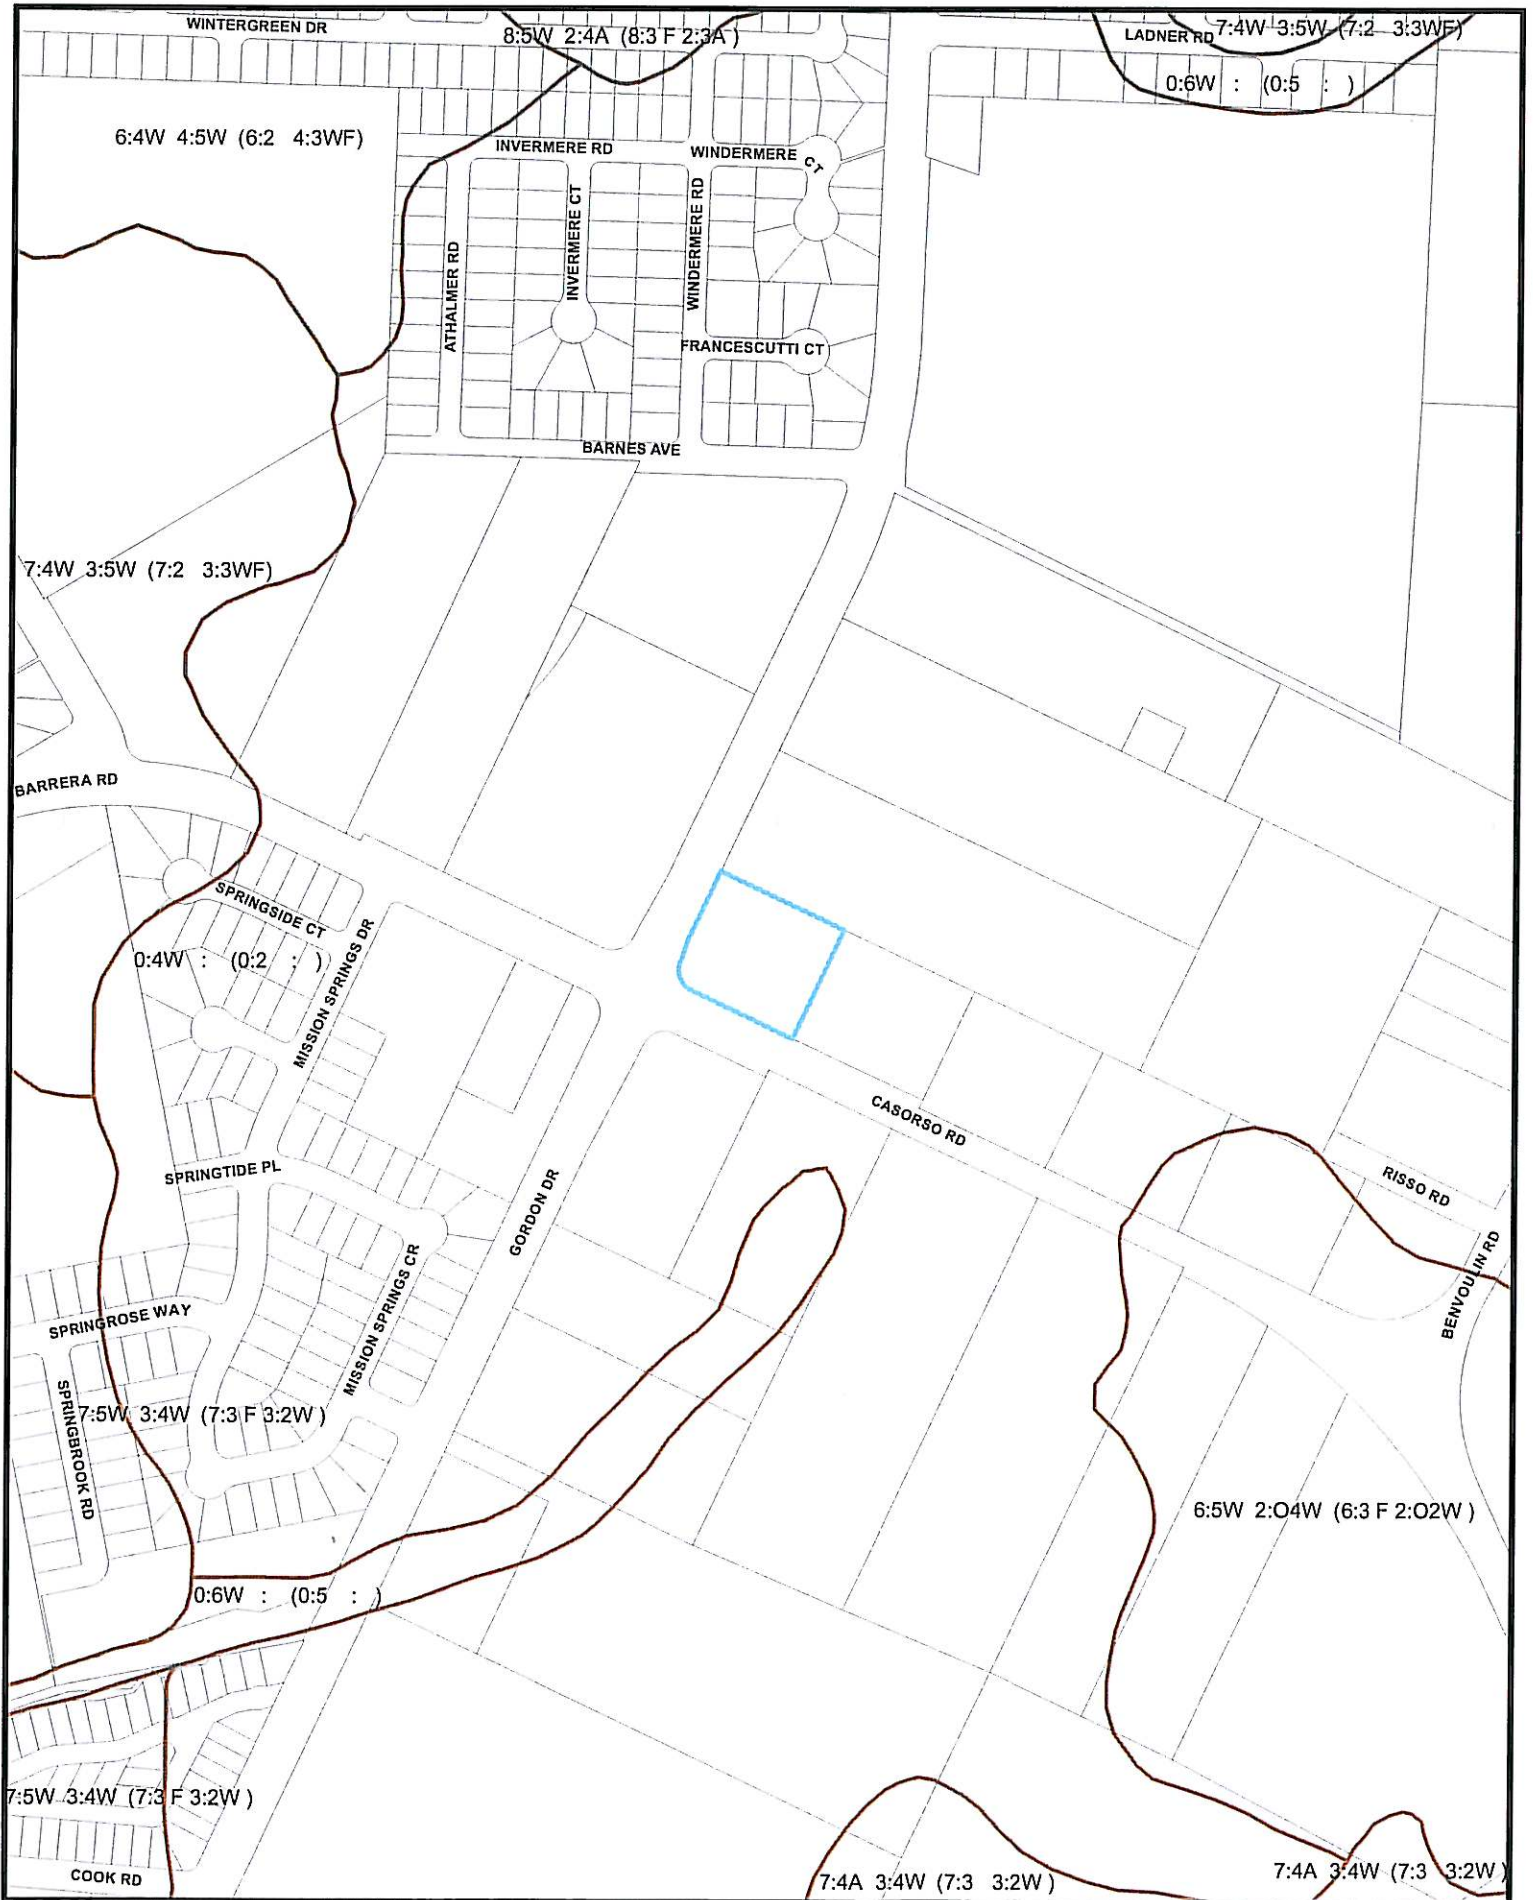 WINTERGREEN DR
8:5W 2:4A (8:3 F 2:3A )
LADNER RD
7:4W 3:5W (7:2 3:3WF)
0:6W : (0:5 : )
6:4W 4:5W (6:2 4:3WF)
INVERMERE RD
WINDERMERE CT
INVERMERE CT
WINDERMERE RD
ATHALMER RD
FRANCESCUTTI CT
BARNES AVE
7:4W 3:5W (7:2 3:3WF)
BARRERA RD
SPRINGSIDE CT
MISSION SPRINGS DR
0:4W : (0:2 : )
CASORSO RD
SPRINGTIDE PL
RISSO RD
GORDON DR
BENVOULIN RD
MISSION SPRINGS CR
SPRINGROSE WAY
SPRINGBROOK RD
7:5W 3:4W (7:3 F 3:2W )
6:5W 2:O4W (6:3 F 2:O2W )
0:6W : (0:5 : )
7:5W 3:4W (7:3 F 3:2W )
COOK RD
7:4A 3:4W (7:3 3:2W )
7:4A 3:4W (7:3 3:2W )